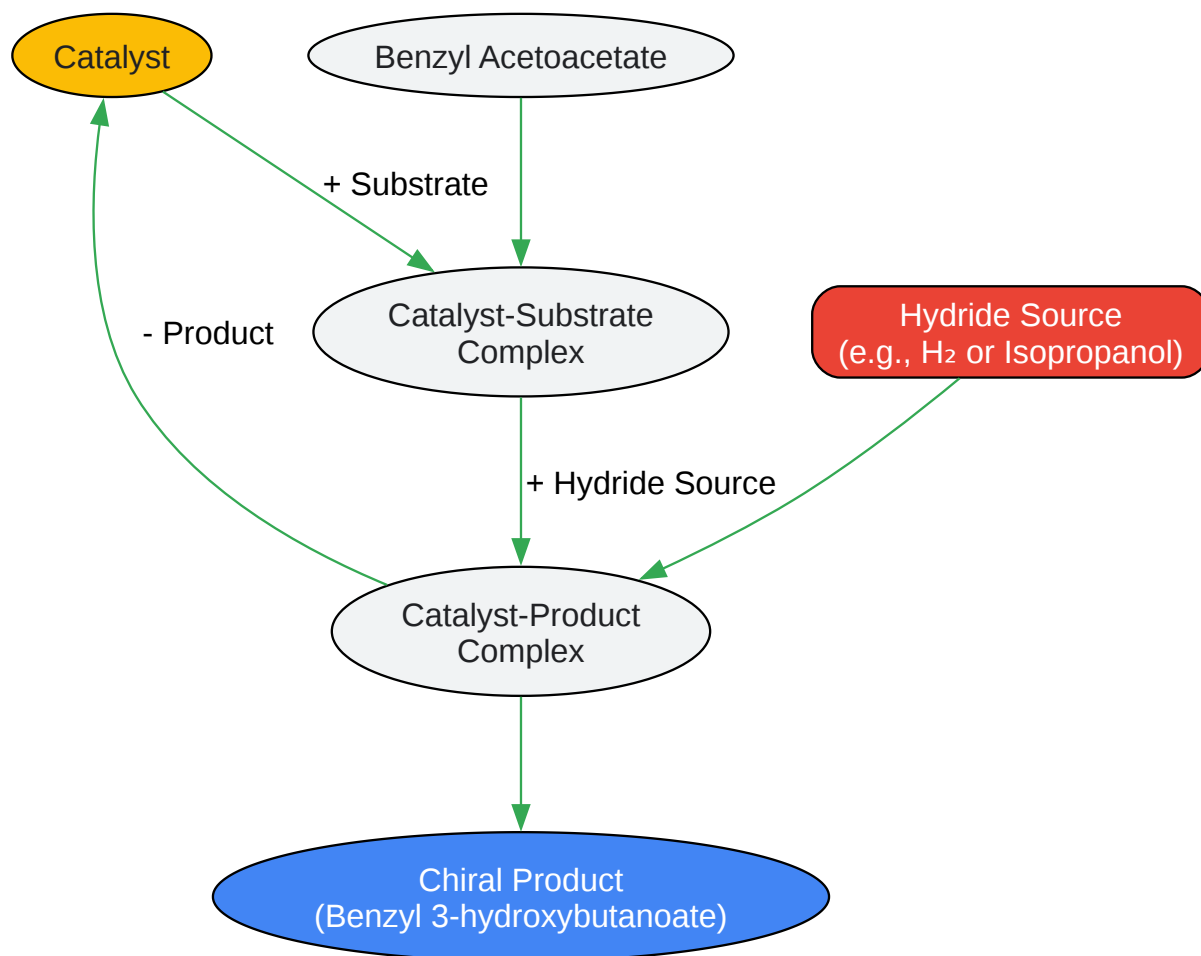 Catalyst
Benzyl Acetoacetate
+ Substrate
Catalyst-Substrate
Complex
Hydride Source
(e.g., H₂ or Isopropanol)
- Product
+ Hydride Source
Catalyst-Product
Complex
Chiral Product
(Benzyl 3-hydroxybutanoate)